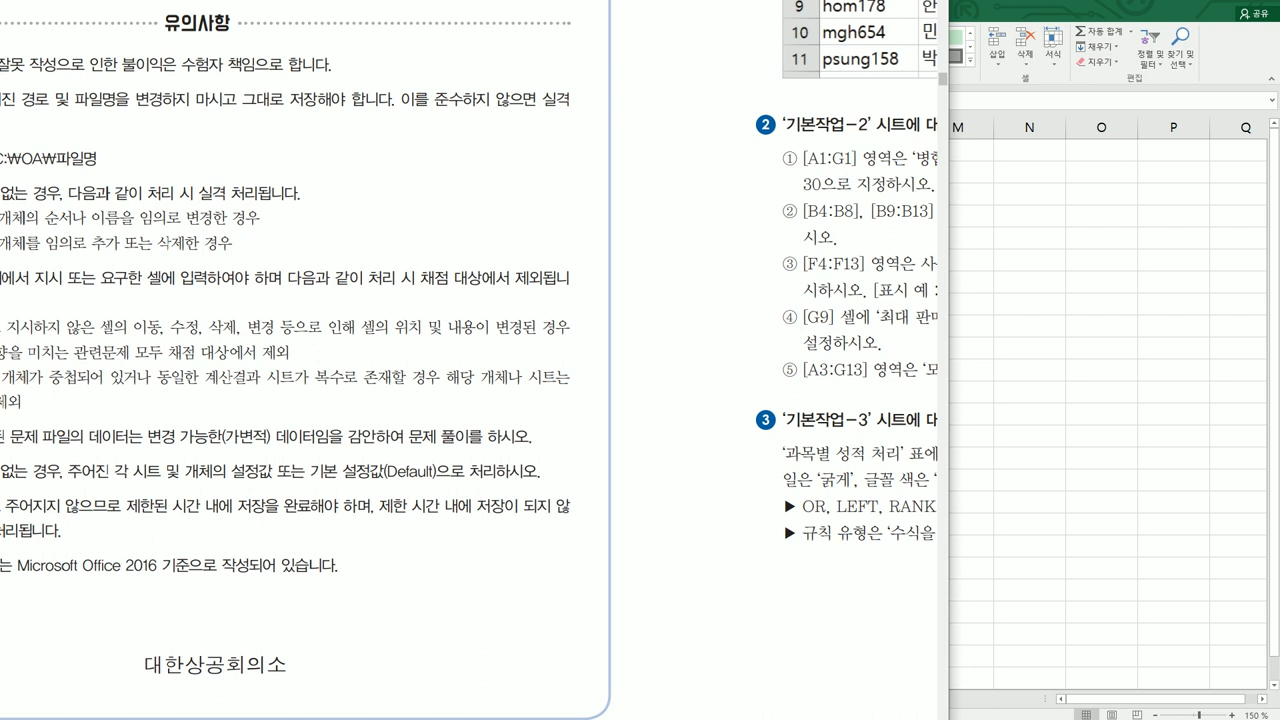 유의사항
잘못 작성으로 인한 불이익은 수험자 책임으로 합니다.
진 경로 및 파일명을 변경하지 마시고 그대로 저장해야 합니다. 이를 준수하지 않으면 실격
C:₩OA₩파일명
없는 경우, 다음과 같이 처리 시 실격 처리됩니다.
개체의 순서나 이름을 임의로 변경한 경우
개체를 임의로 추가 또는 삭제한 경우
에서 지시 또는 요구한 셀에 입력하여야 하며 다음과 같이 처리 시 채점 대상에서 제외됩니
지시하지 않은 셀의 이동, 수정, 삭제, 변경 등으로 인해 셀의 위치 및 내용이 변경된 경우
향을 미치는 관련문제 모두 채점 대상에서 제외
개체가 중첩되어 있거나 동일한 계산결과 시트가 복수로 존재할 경우 해당 개체나 시트는
제외
된 문제 파일의 데이터는 변경 가능한(가변적) 데이터임을 감안하여 문제 풀이를 하시오.
없는 경우, 주어진 각 시트 및 개체의 설정값 또는 기본 설정값(Default)으로 처리하시오.
주어지지 않으므로 제한된 시간 내에 저장을 완료해야 하며, 제한 시간 내에 저장이 되지 않
처리됩니다.
는 Microsoft Office 2016 기준으로 작성되어 있습니다.
대한상공회의소
9 hom178 한
10 mgh654 민
11 psung158 박
2 ‘기본작업-2’ 시트에 대
① [A1:G1] 영역은 ‘병합
30으로 지정하시오.
② [B4:B8], [B9:B13]
시오.
③ [F4:F13] 영역은 사
시하시오. [표시 예 :
④ [G9] 셀에 ‘최대 판매
설정하시오.
⑤ [A3:G13] 영역은 ‘모
3 ‘기본작업-3’ 시트에 대
‘과목별 성적 처리’ 표에
일은 ‘굵게’, 글꼴 색은 ‘
▶ OR, LEFT, RANK
▶ 규칙 유형은 ‘수식을
공유
삽입 삭제 서식
셀
자동 합계
채우기
지우기
정렬 및 필터 찾기 및 선택
편집
M N O P Q
150 %